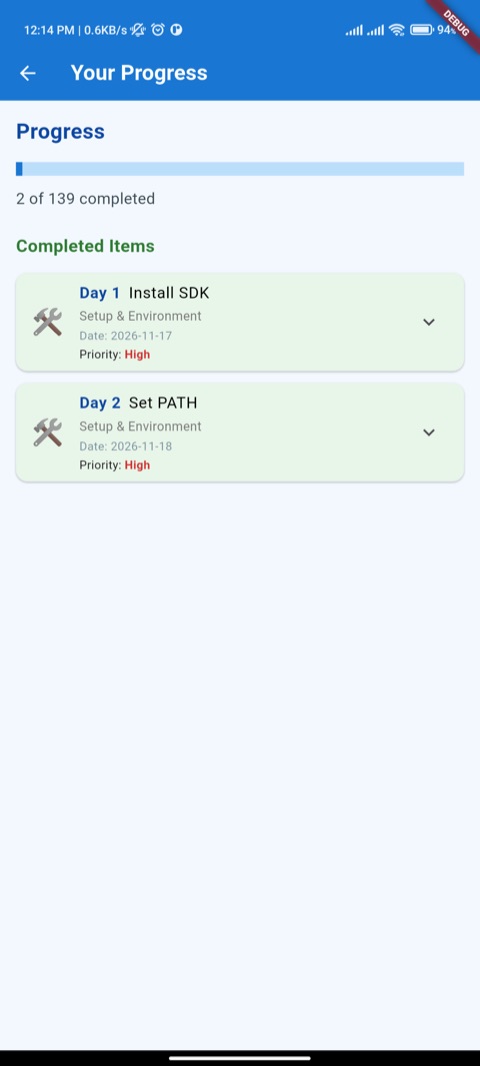 12:14 PM | 0.6KB/s
94%
DEBUG
Your Progress
Progress
2 of 139 completed
Completed Items
Day 1 Install SDK
Setup & Environment
Date: 2026-11-17
Priority: High
Day 2 Set PATH
Setup & Environment
Date: 2026-11-18
Priority: High